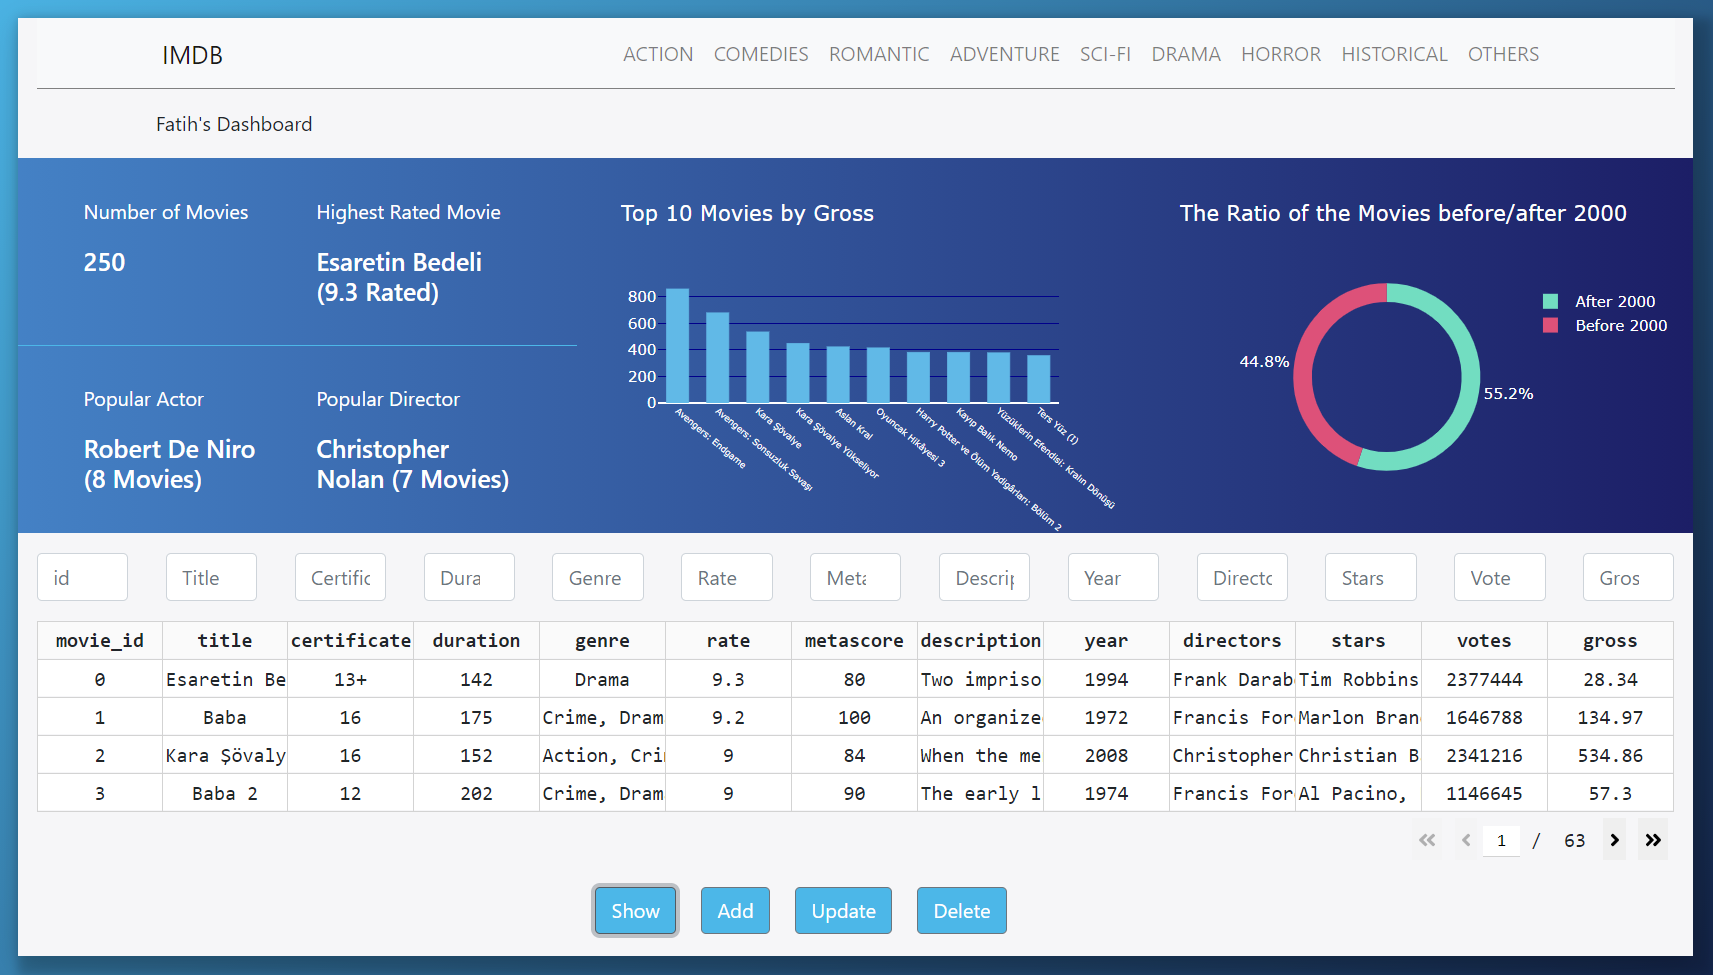 IMDB
ACTION COMEDIES ROMANTIC ADVENTURE SCI-FI DRAMA HORROR HISTORICAL OTHERS
Fatih's Dashboard
Number of Movies
250
Highest Rated Movie
Esaretin Bedeli
(9.3 Rated)
Popular Actor
Robert De Niro
(8 Movies)
Popular Director
Christopher
Nolan (7 Movies)
Top 10 Movies by Gross
800
600
400
200
0
Avengers: Endgame
Avengers: Sonsuzluk Savaşı
Kara Şövalye
Kara Şövalye Yükseliyor
Aslan Kral
Oyuncak Hikâyesi 3
Harry Potter ve Ölüm Yadigârları: Bölüm 2
Kayıp Balık Nemo
Yüzüklerin Efendisi: Kralın Dönüşü
Ters Yüz (I)
The Ratio of the Movies before/after 2000
After 2000
Before 2000
44.8%
55.2%
id Title Certific Dura Genre Rate Meta Descrip Year Directo Stars Vote Gros
movie_id title certificate duration genre rate metascore description year directors stars votes gross
0 Esaretin Be 13+ 142 Drama 9.3 80 Two impriso 1994 Frank Darab Tim Robbins 2377444 28.34
1 Baba 16 175 Crime, Dram 9.2 100 An organize 1972 Francis For Marlon Bran 1646788 134.97
2 Kara Şövaly 16 152 Action, Cri 9 84 When the me 2008 Christopher Christian B 2341216 534.86
3 Baba 2 12 202 Crime, Dram 9 90 The early l 1974 Francis For Al Pacino, 1146645 57.3
1 / 63
Show Add Update Delete